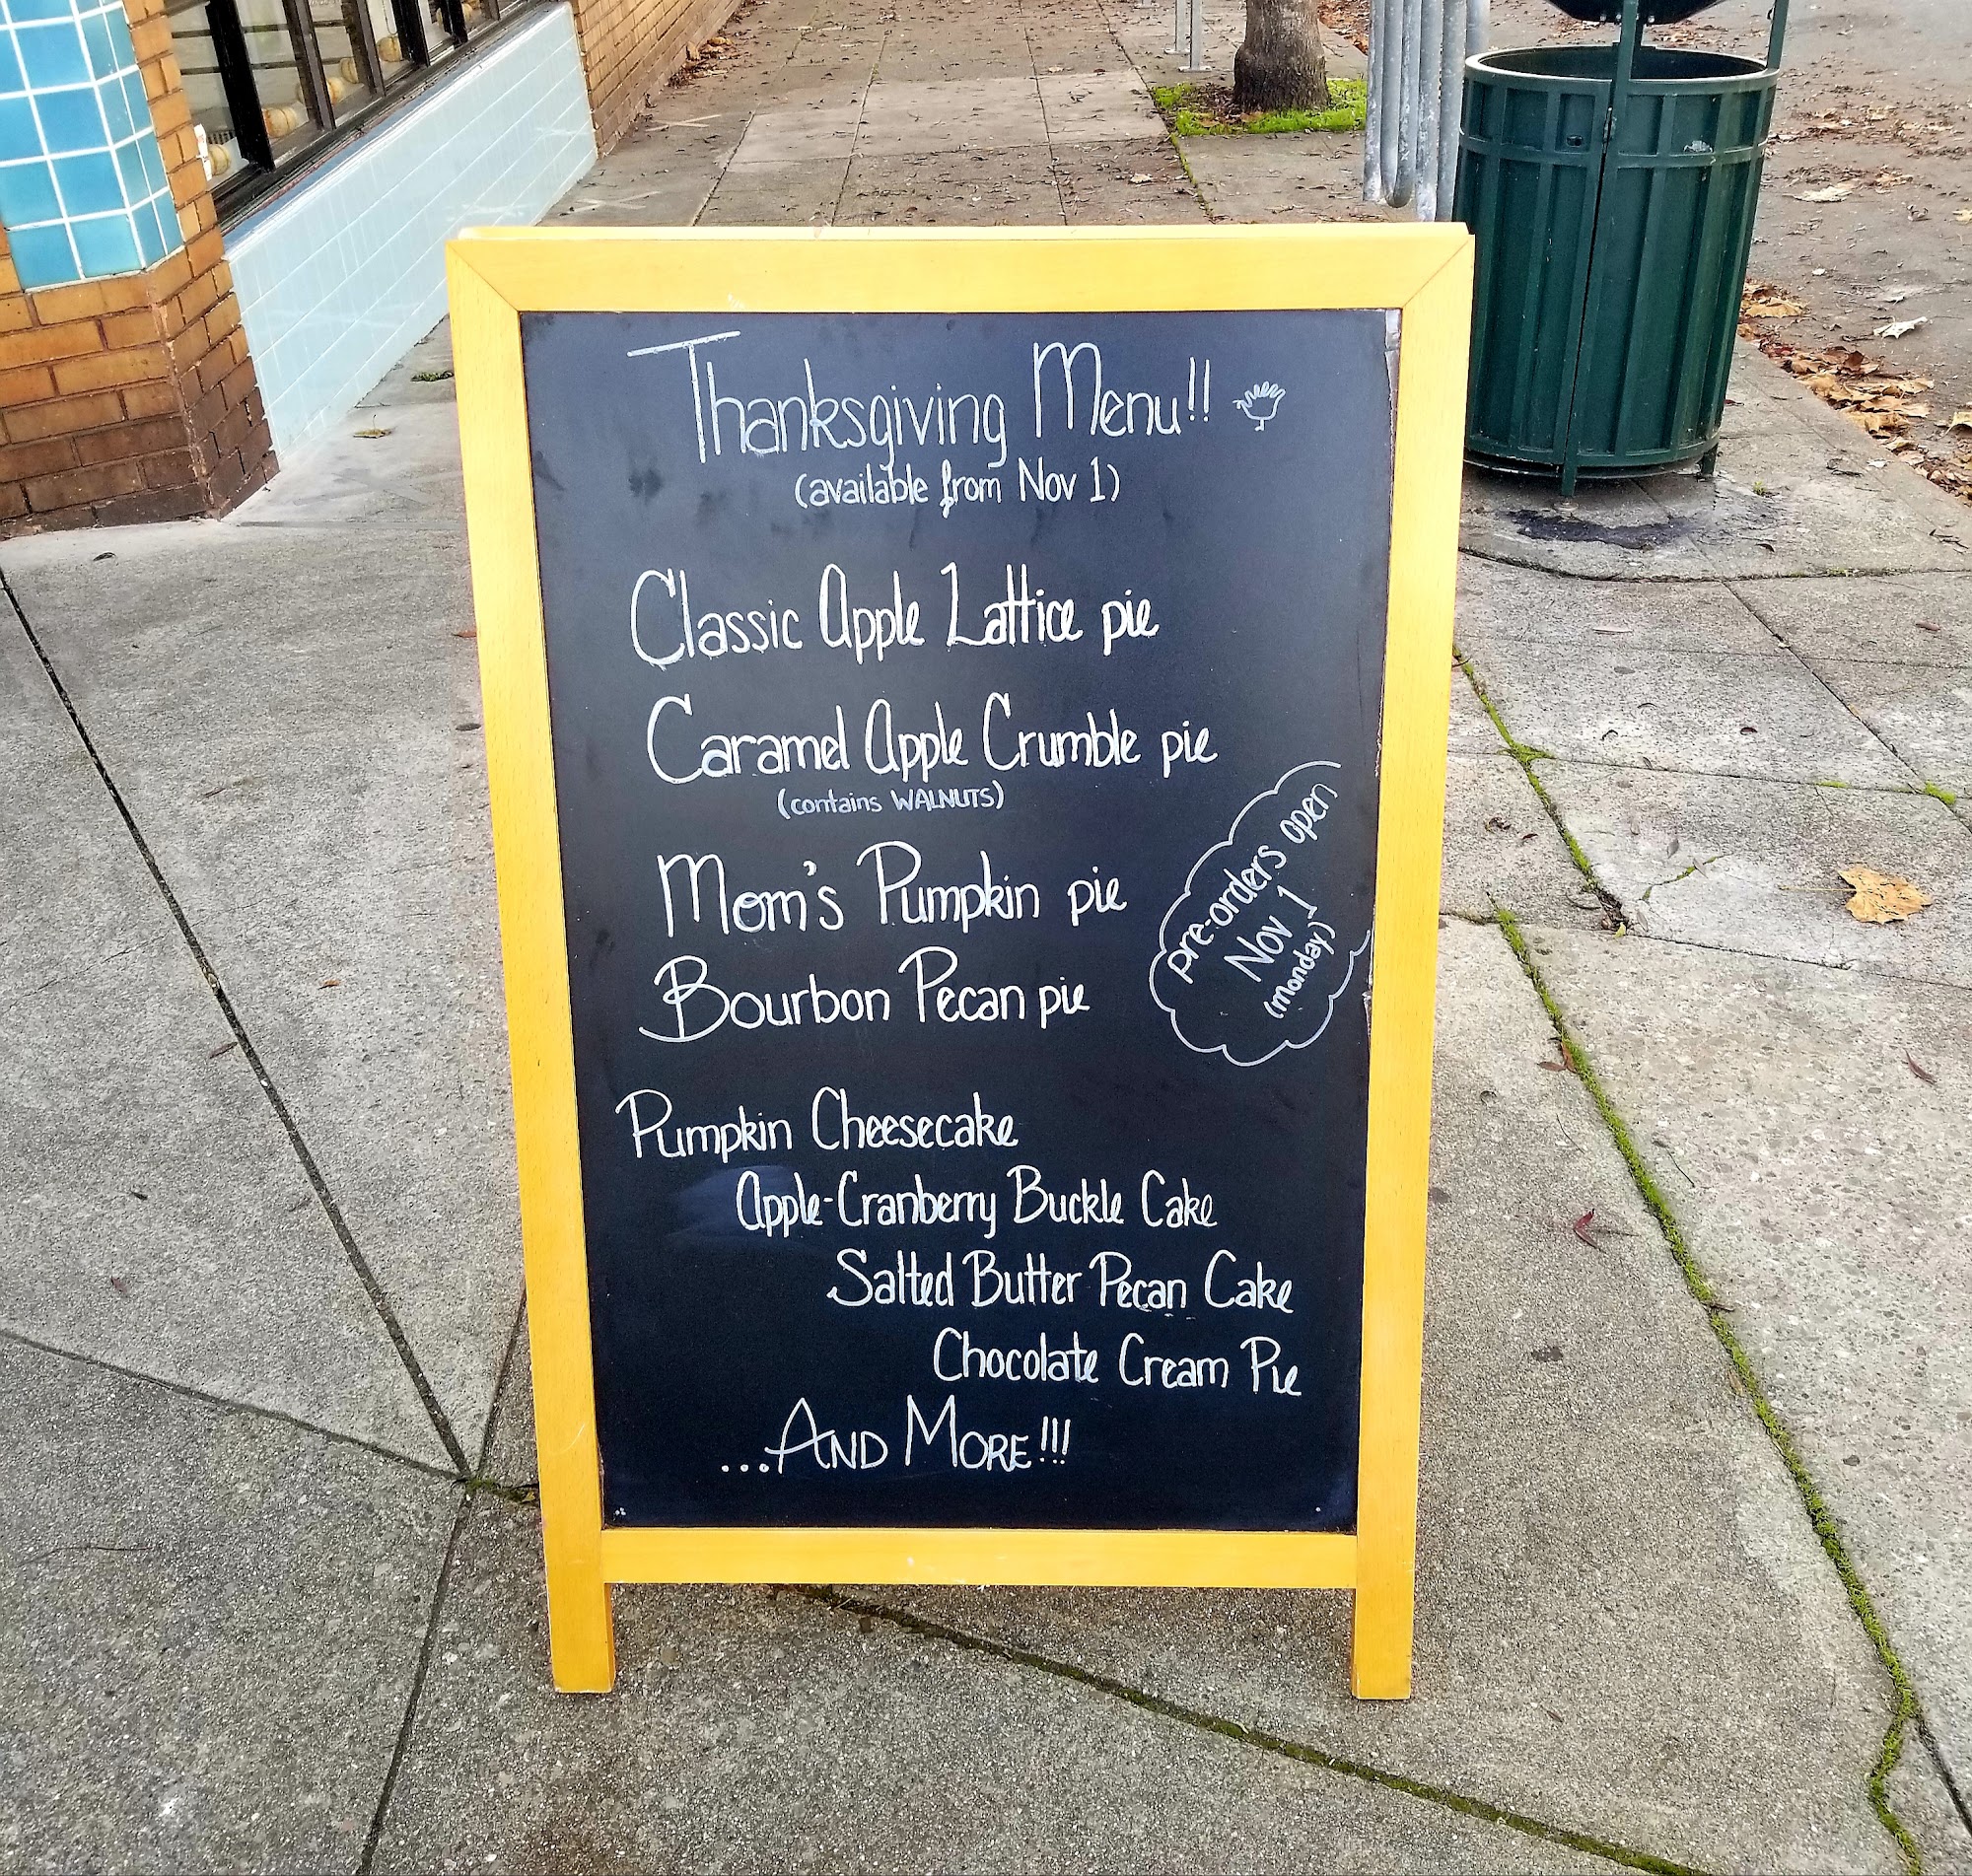 Thanksgiving Menu!!
(available from Nov 1)
Classic Apple Lattice pie
Caramel Apple Crumble pie
(contains WALNUTS)
Mom's Pumpkin pie
Bourbon Pecan pie
pre-orders open
Nov 1
(monday)
Pumpkin Cheesecake
Apple-Cranberry Buckle Cake
Salted Butter Pecan Cake
Chocolate Cream Pie
...AND MORE!!!